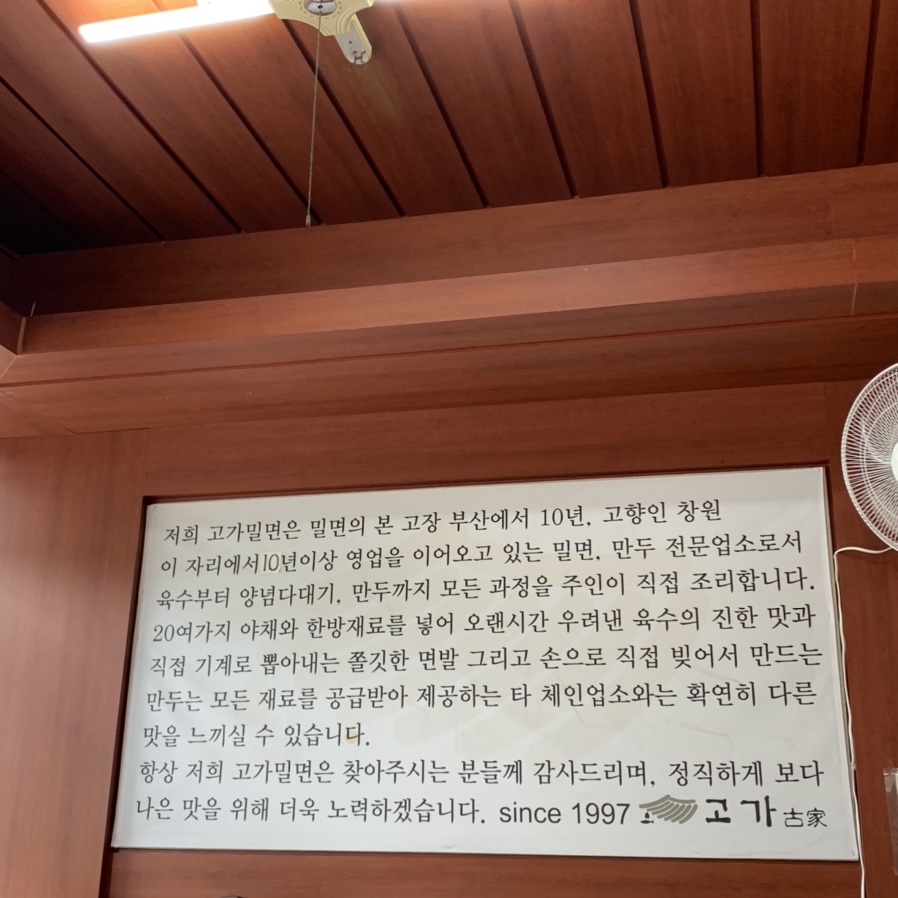 저희 고가밀면은 밀면의 본 고장 부산에서 10년, 고향인 창원
이 자리에서10년이상 영업을 이어오고 있는 밀면, 만두 전문업소로서
육수부터 양념다대기, 만두까지 모든 과정을 주인이 직접 조리합니다.
20여가지 야채와 한방재료를 넣어 오랜시간 우려낸 육수의 진한 맛과
직접 기계로 뽑아내는 쫄깃한 면발 그리고 손으로 직접 빚어서 만드는
만두는 모든 재료를 공급받아 제공하는 타 체인업소와는 확연히 다른
맛을 느끼실 수 있습니다.
항상 저희 고가밀면은 찾아주시는 분들께 감사드리며, 정직하게 보다
나은 맛을 위해 더욱 노력하겠습니다. since 1997 고가 古家